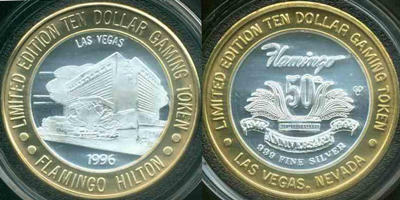 LIMITED EDITION TEN DOLLAR GAMING TOKEN
LAS VEGAS
1996
FLAMINGO HILTON
LIMITED EDITION TEN DOLLAR GAMING TOKEN
Flamingo
50
ANNIVERSARY
.999 FINE SILVER
LAS VEGAS, NEVADA